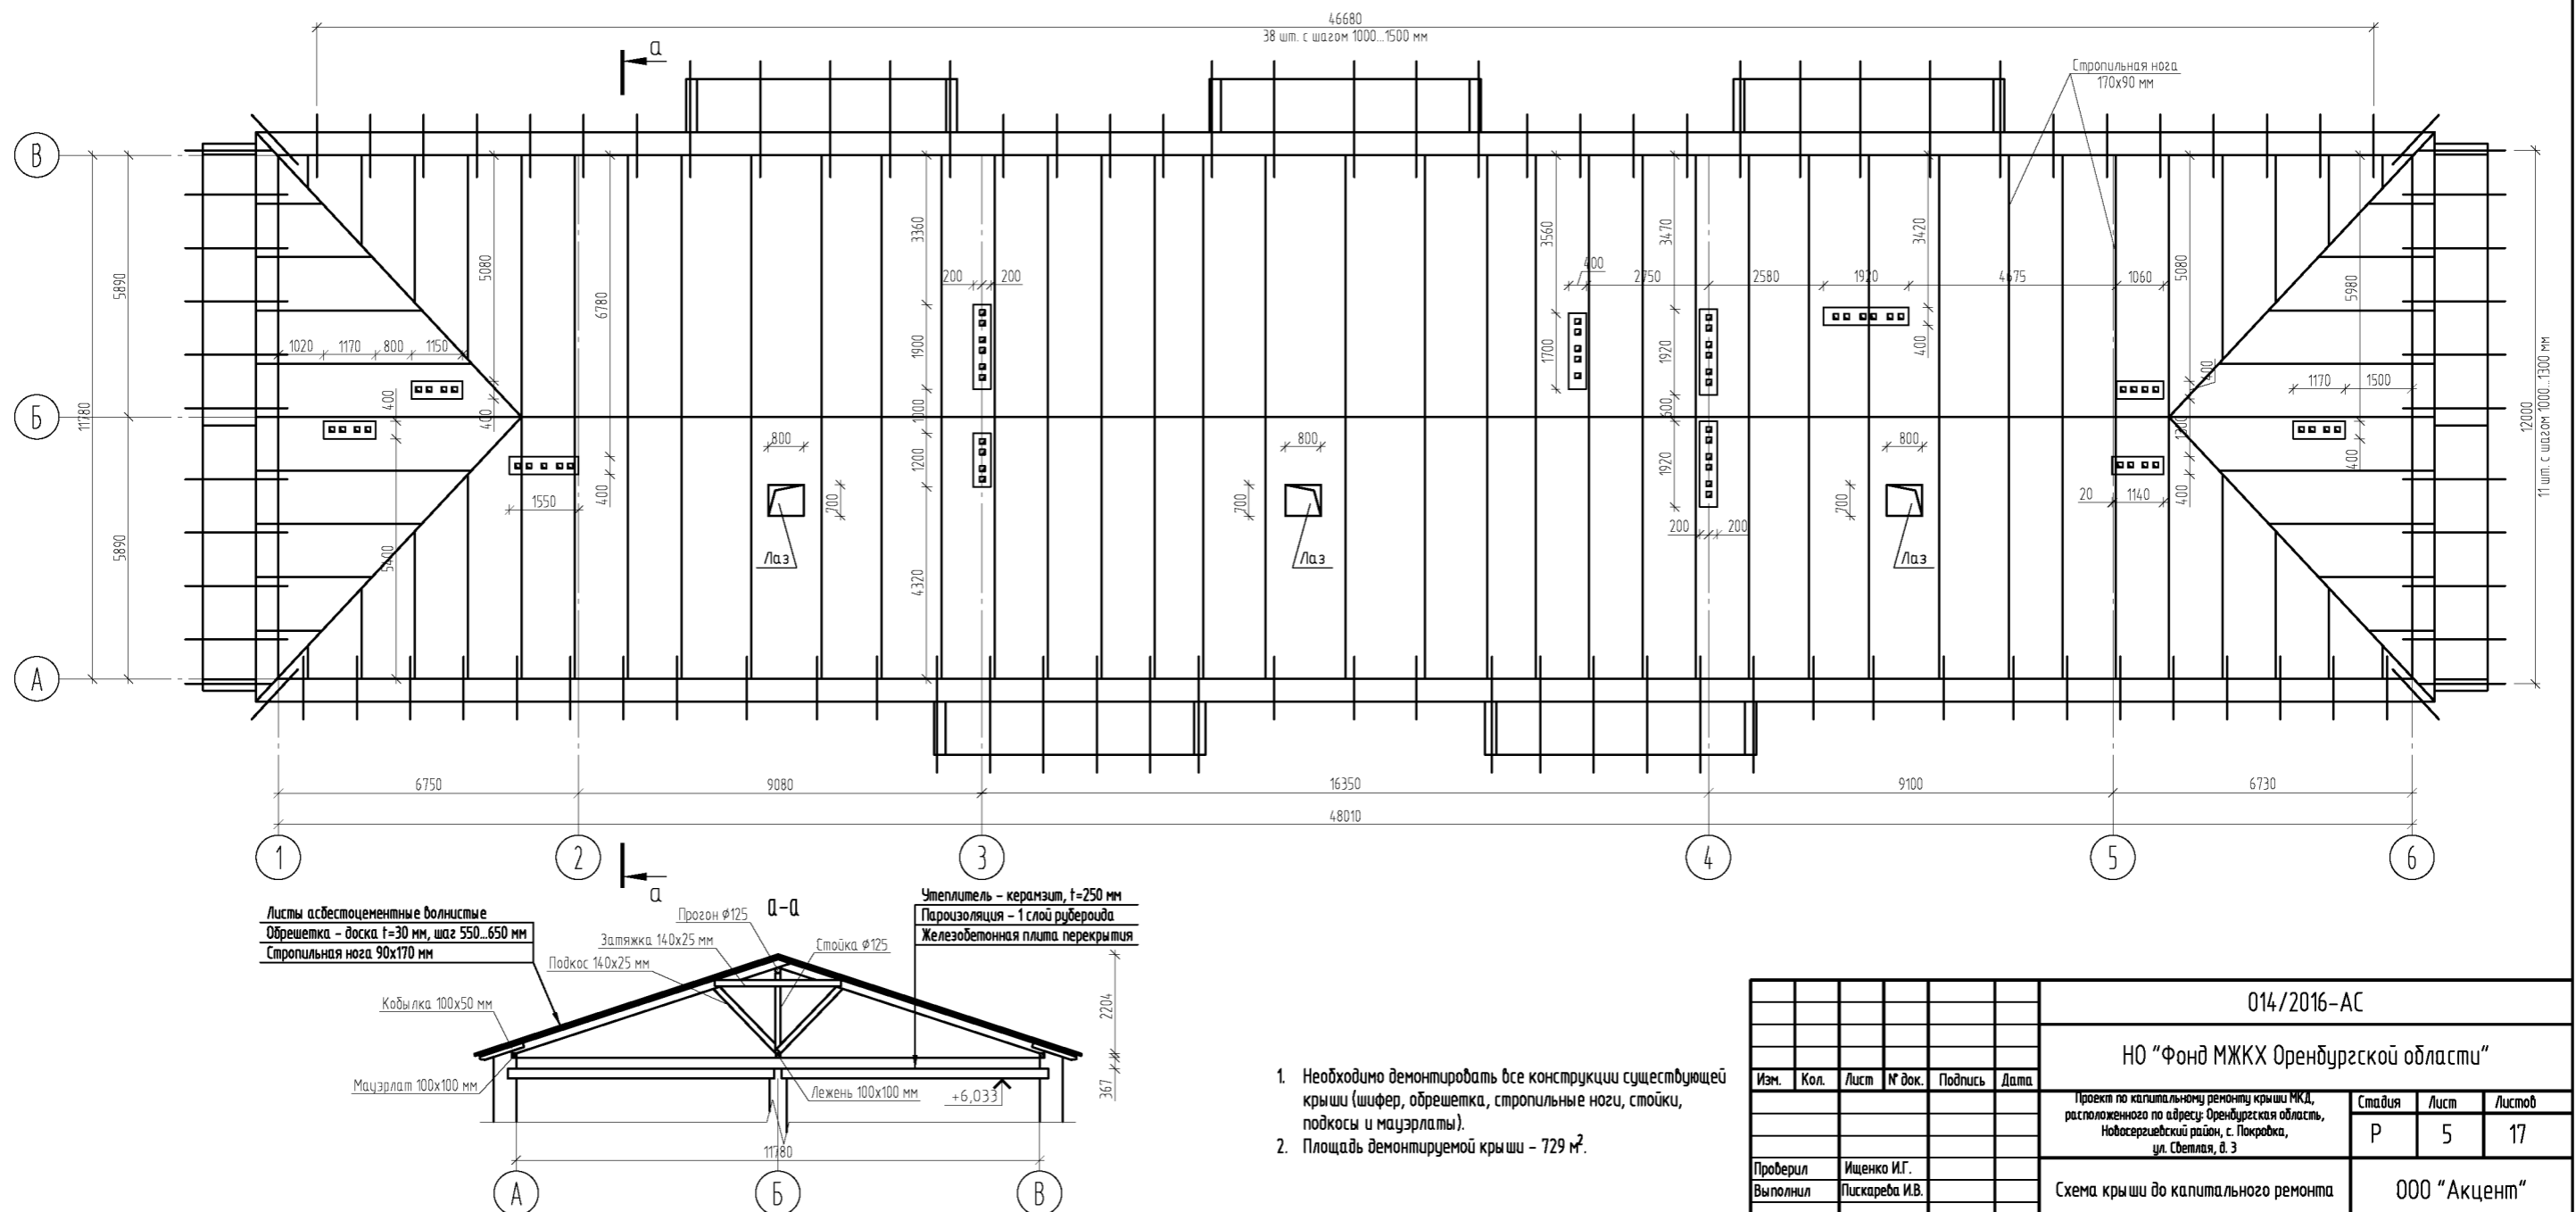 46680
38 шт. с шагом 1000...1500 мм
а
Стропильная нога
170х90 мм
В
Б
А
11780
5890
5890
5080
6780
3360
3560
3470
3420
5080
5980
200
200
400
2750
2580
1920
4675
1060
1020
1170
800
1150
400
400
1900
1000
1200
4320
1700
1920
600
1920
400
400
1300
1170
1500
400
400
5400
1550
400
800
700
Лаз
800
700
Лаз
800
700
Лаз
200
200
20
1140
12000
11 шт. с шагом 1000...1300 мм
6750
9080
16350
9100
6730
48010
1
2
3
4
5
6
а
а-а
Листы асбестоцементные волнистые
Обрешетка - доска t=30 мм, шаг 550...650 мм
Стропильная нога 90х170 мм
Прогон ф125
Затяжка 140х25 мм
Стойка ф125
Подкос 140х25 мм
Кобылка 100х50 мм
Мауэрлат 100х100 мм
Лежень 100х100 мм
Утеплитель - керамзит, t=250 мм
Пароизоляция - 1 слой рубероида
Железобетонная плита перекрытия
2204
367
+6,033
11780
А
Б
В
1. Необходимо демонтировать все конструкции существующей
крыши (шифер, обрешетка, стропильные ноги, стойки,
подкосы и мауэрлаты).
2. Площадь демонтируемой крыши - 729 м².
014/2016-АС
НО "Фонд МЖКХ Оренбургской области"
Изм. Кол. Лист № док. Подпись Дата
Проект по капитальному ремонту крыши МКД,
расположенного по адресу: Оренбургская область,
Новосергиевский район, с. Покровка,
ул. Светлая, д. 3
Стадия Лист Листов
Р 5 17
Проверил Ищенко И.Г.
Выполнил Пискарева И.В.
Схема крыши до капитального ремонта
ООО "Акцент"